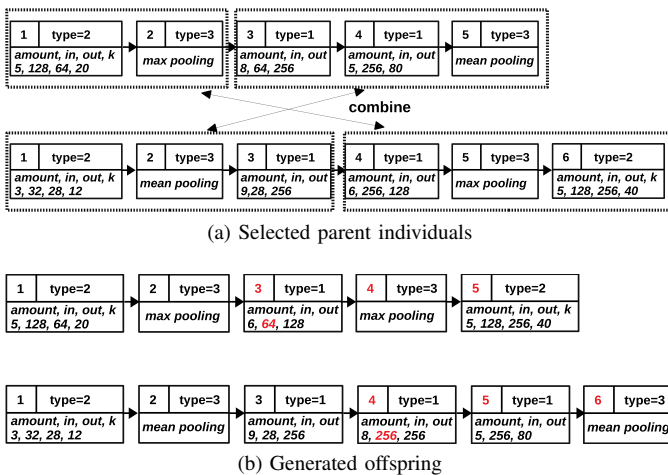 1 type=2 2 type=3 3 type=1 4 type=1 5 type=3
amount, in, out, k max pooling amount, in, out amount, in, out mean pooling
5, 128, 64, 20 8, 64, 256 5, 256, 80
combine
1 type=2 2 type=3 3 type=1 4 type=1 5 type=3 6 type=2
amount, in, out, k mean pooling amount, in, out amount, in, out max pooling amount, in, out, k
3, 32, 28, 12 9,28, 256 6, 256, 128 5, 128, 256, 40
(a) Selected parent individuals
1 type=2 2 type=3 3 type=1 4 type=3 5 type=2
amount, in, out, k max pooling amount, in, out max pooling amount, in, out, k
5, 128, 64, 20 6, 64, 128 5, 128, 256, 40
1 type=2 2 type=3 3 type=1 4 type=1 5 type=1 6 type=3
amount, in, out, k mean pooling amount, in, out amount, in, out amount, in, out mean pooling
3, 32, 28, 12 9, 28, 256 8, 256, 256 5, 256, 80
(b) Generated offspring